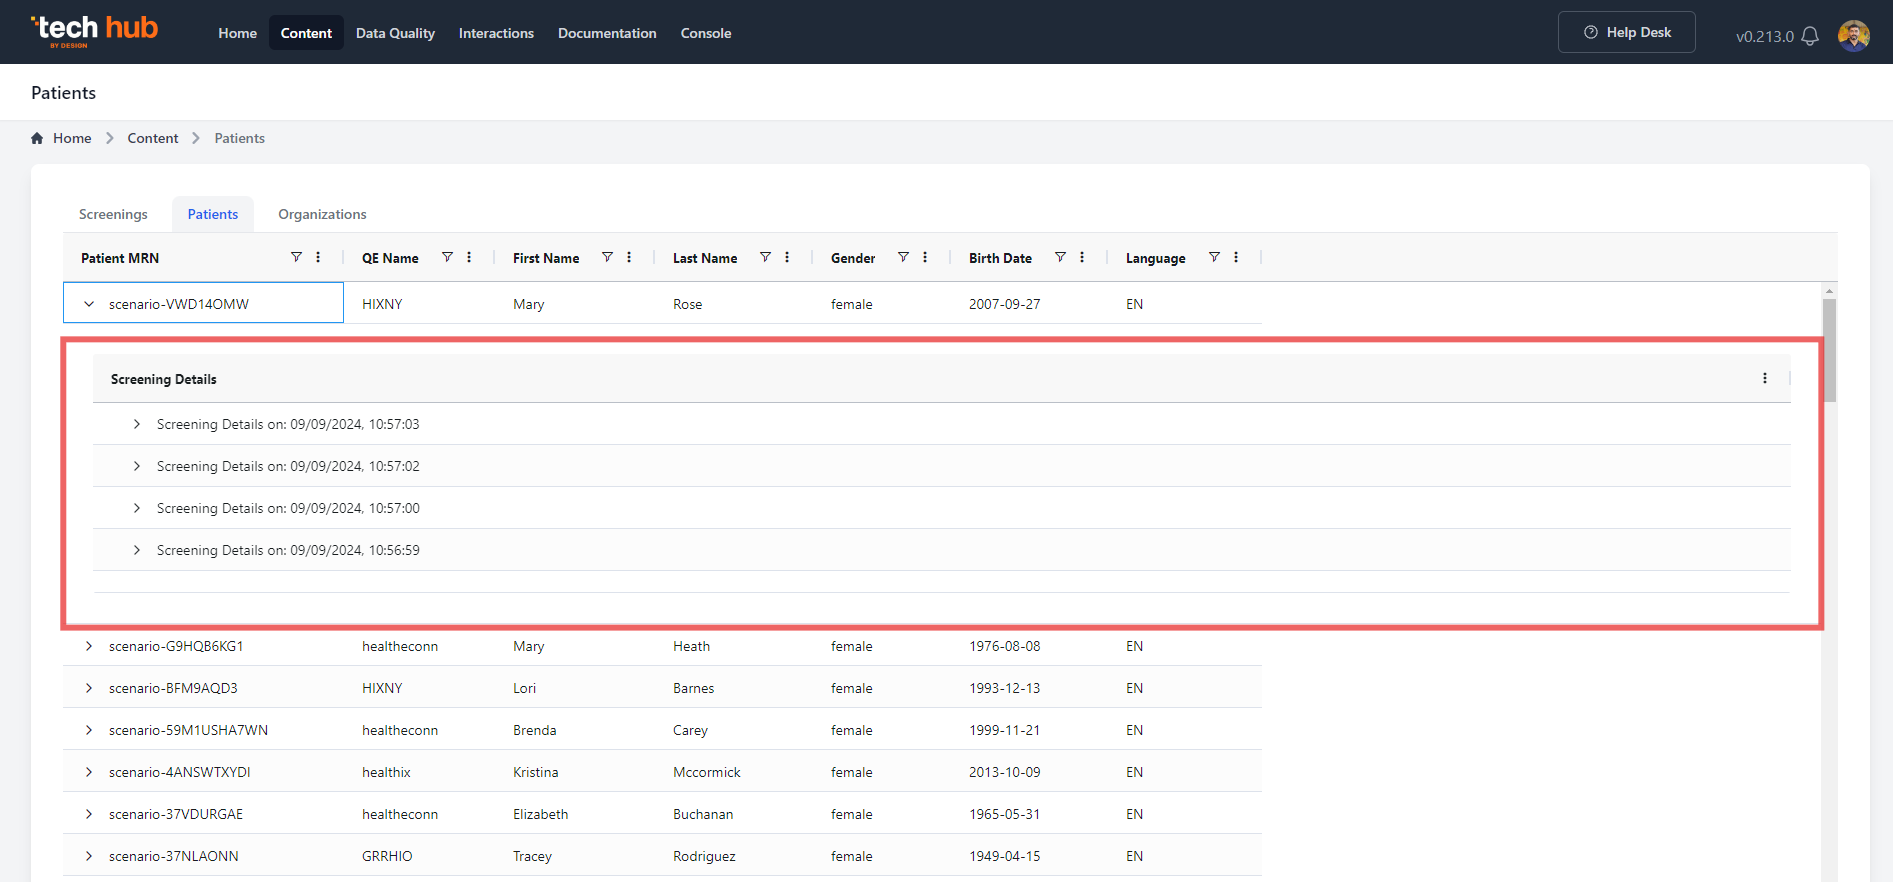 tech hub
BY DESIGN
Home Content Data Quality Interactions Documentation Console Help Desk v0.213.0
Patients
Home Content Patients
Screenings Patients Organizations
Patient MRN QE Name First Name Last Name Gender Birth Date Language
scenario-VWD14OMW HIXNY Mary Rose female 2007-09-27 EN
Screening Details
Screening Details on: 09/09/2024, 10:57:03
Screening Details on: 09/09/2024, 10:57:02
Screening Details on: 09/09/2024, 10:57:00
Screening Details on: 09/09/2024, 10:56:59
scenario-G9HQB6KG1 healtheconn Mary Heath female 1976-08-08 EN
scenario-BFM9AQD3 HIXNY Lori Barnes female 1993-12-13 EN
scenario-59M1USHA7WN healtheconn Brenda Carey female 1999-11-21 EN
scenario-4ANSWTXYDI healthix Kristina Mccormick female 2013-10-09 EN
scenario-37VDURGAE healtheconn Elizabeth Buchanan female 1965-05-31 EN
scenario-37NLAONN GRRHIO Tracey Rodriguez female 1949-04-15 EN